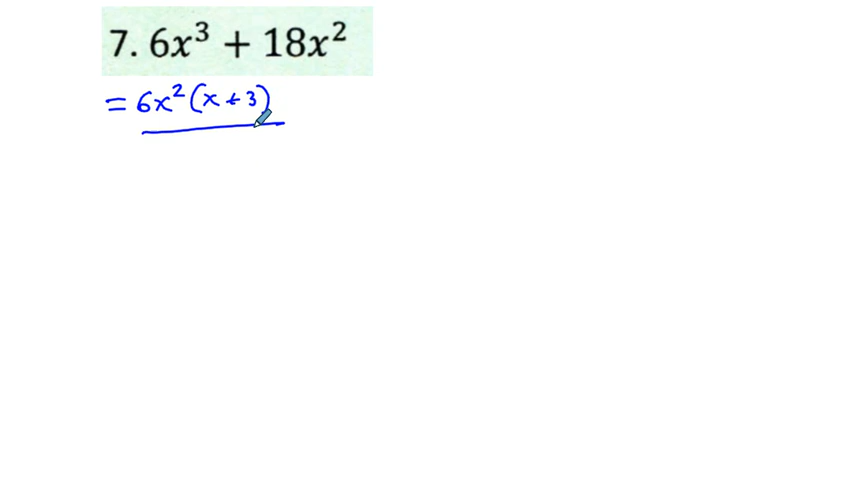 7. 6x³ + 18x²
= 6x²(x + 3)